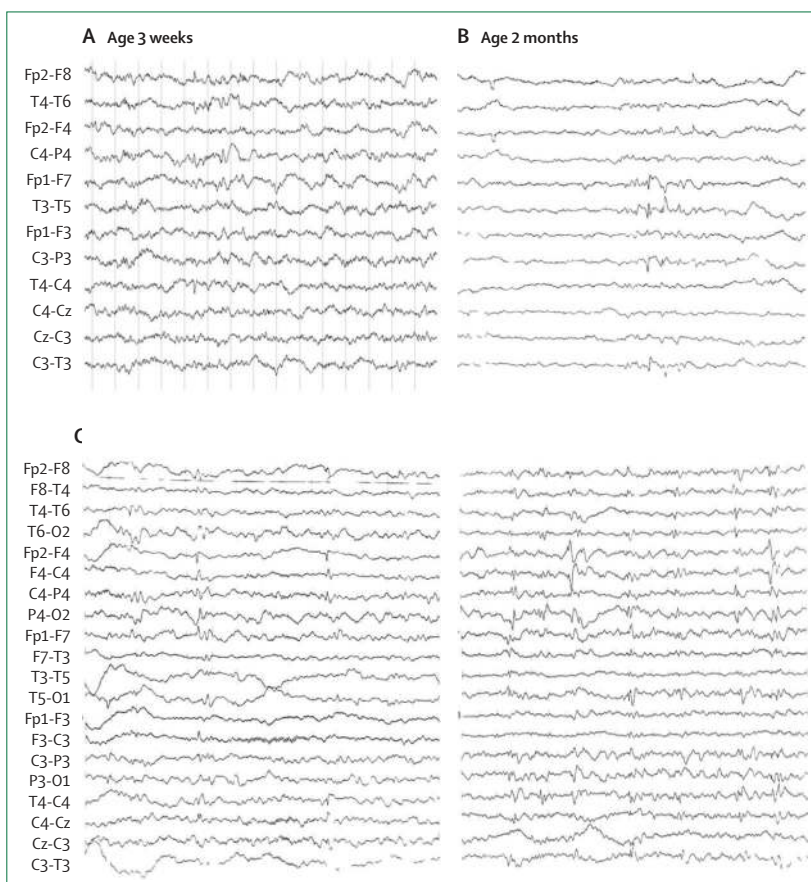 A Age 3 weeks
B Age 2 months
Fp2-F8
T4-T6
Fp2-F4
C4-P4
Fp1-F7
T3-T5
Fp1-F3
C3-P3
T4-C4
C4-Cz
Cz-C3
C3-T3
C
Fp2-F8
F8-T4
T4-T6
T6-O2
Fp2-F4
F4-C4
C4-P4
P4-O2
Fp1-F7
F7-T3
T3-T5
T5-O1
Fp1-F3
F3-C3
C3-P3
P3-O1
T4-C4
C4-Cz
Cz-C3
C3-T3